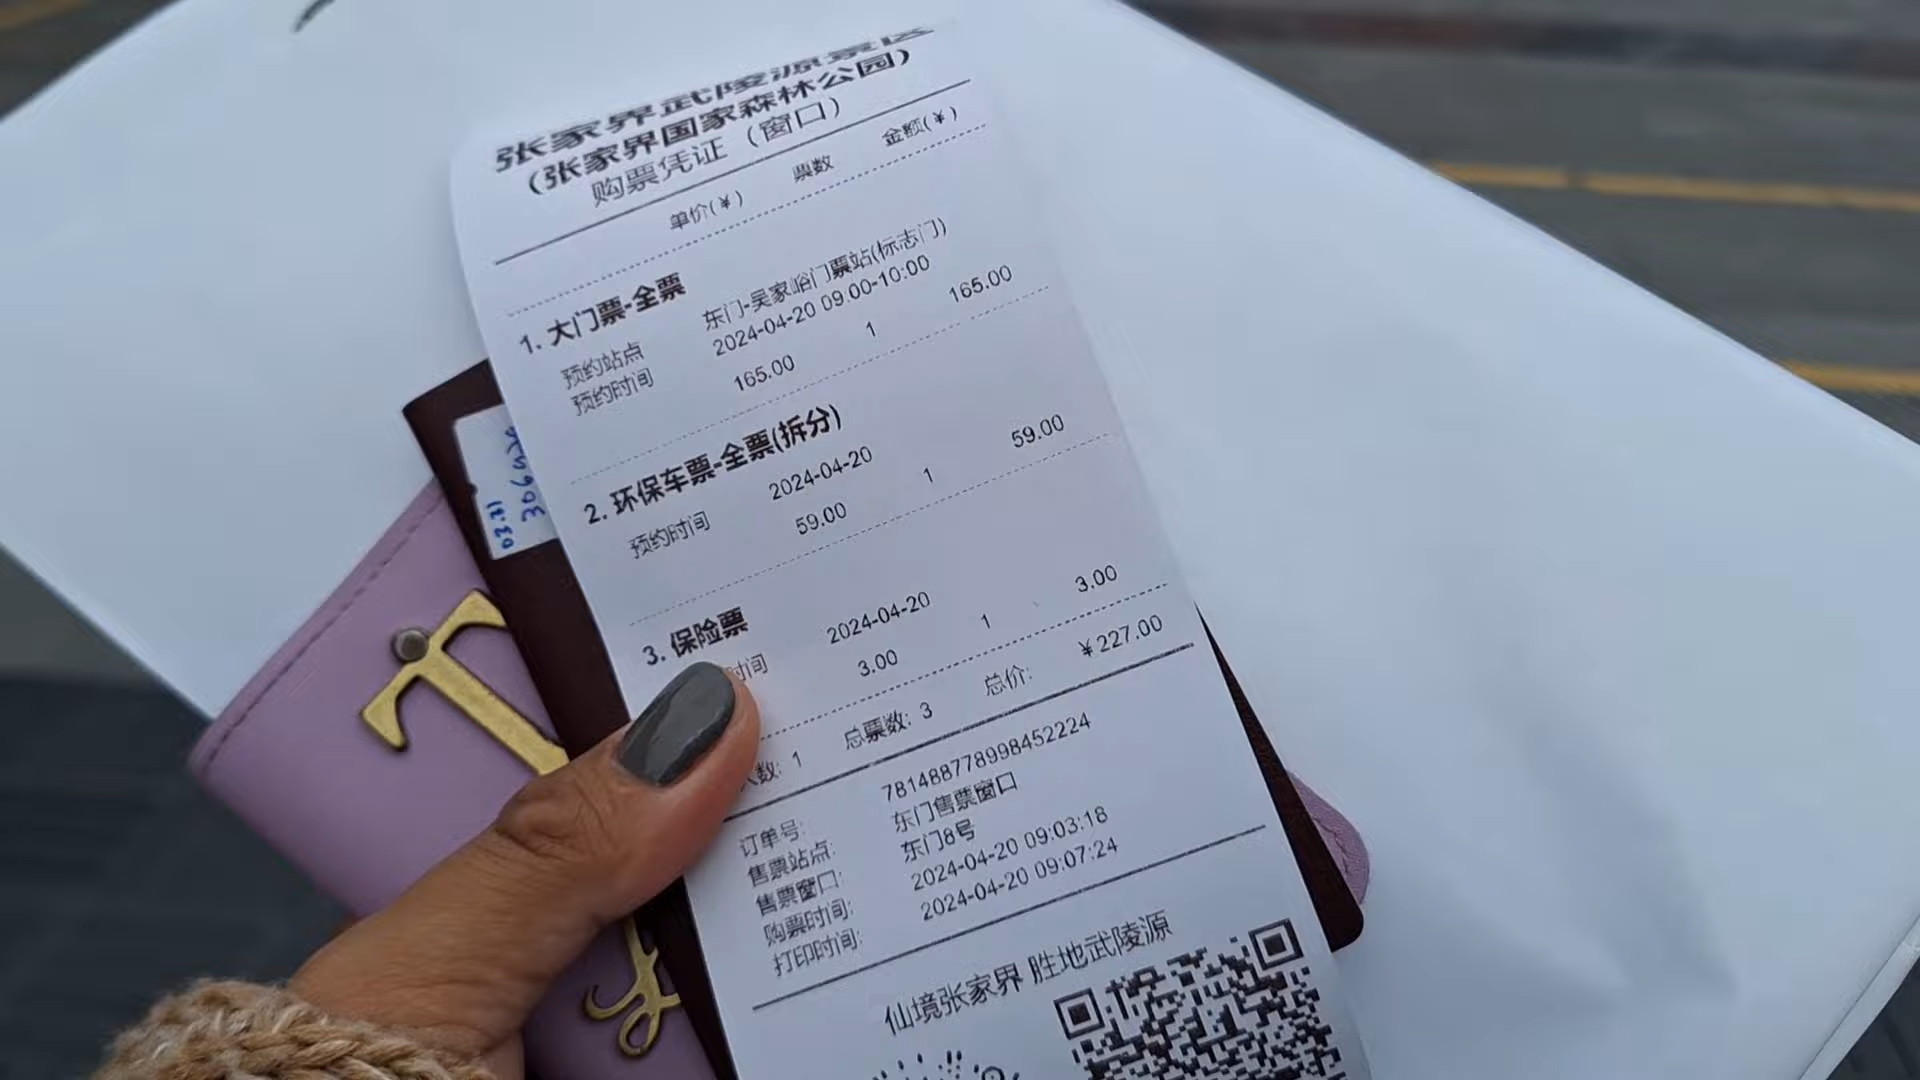 张家界武陵源景区
(张家界国家森林公园)
购票凭证（窗口）
单价(¥) 票数 金额(¥)
1. 大门票-全票
预约站点 东门-吴家峪门票站(标志门)
预约时间 2024-04-20 09:00-10:00
165.00 1 165.00
2. 环保车票-全票(拆分)
预约时间 2024-04-20
59.00 1 59.00
3. 保险票
时间 2024-04-20
3.00 1 3.00
人数: 1 总票数: 3 总价: ¥227.00
订单号: 781488778998452224
售票站点: 东门售票窗口
售票窗口: 东门8号
购票时间: 2024-04-20 09:03:18
打印时间: 2024-04-20 09:07:24
仙境张家界 胜地武陵源